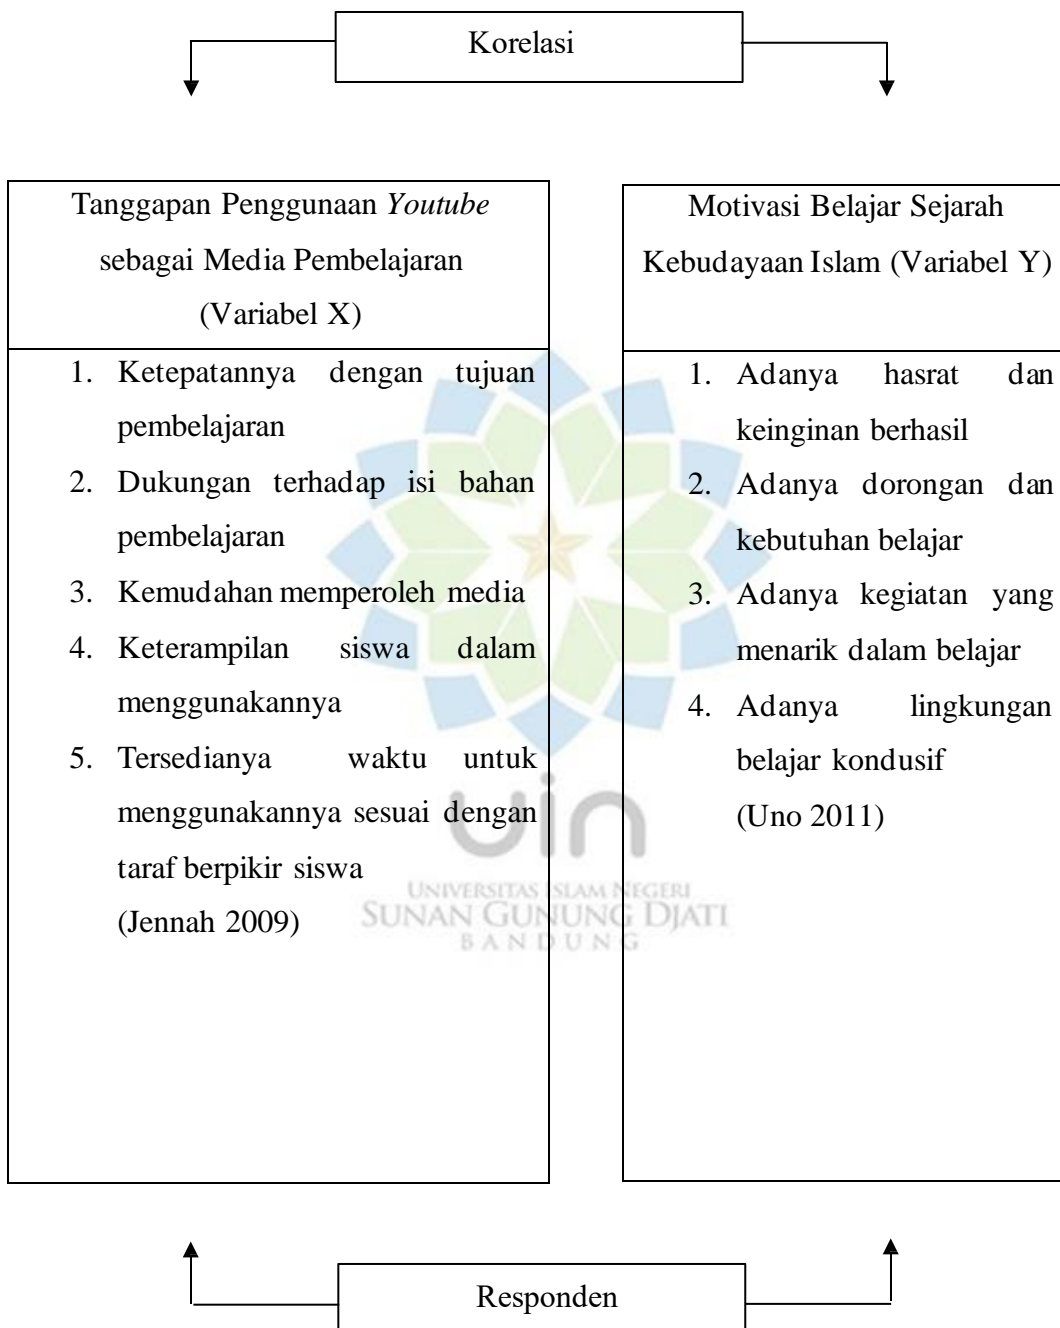 Korelasi
Tanggapan Penggunaan Youtube
sebagai Media Pembelajaran
(Variabel X)
1. Ketepatannya dengan tujuan
pembelajaran
2. Dukungan terhadap isi bahan
pembelajaran
3. Kemudahan memperoleh media
4. Keterampilan siswa dalam
menggunakannya
5. Tersedianya waktu untuk
menggunakannya sesuai dengan
taraf berpikir siswa
(Jennah 2009)
Motivasi Belajar Sejarah
Kebudayaan Islam (Variabel Y)
1. Adanya hasrat dan
keinginan berhasil
2. Adanya dorongan dan
kebutuhan belajar
3. Adanya kegiatan yang
menarik dalam belajar
4. Adanya lingkungan
belajar kondusif
(Uno 2011)
uin
UNIVERSITAS ISLAM NEGERI
SUNAN GUNUNG DJATI
BANDUNG
Responden